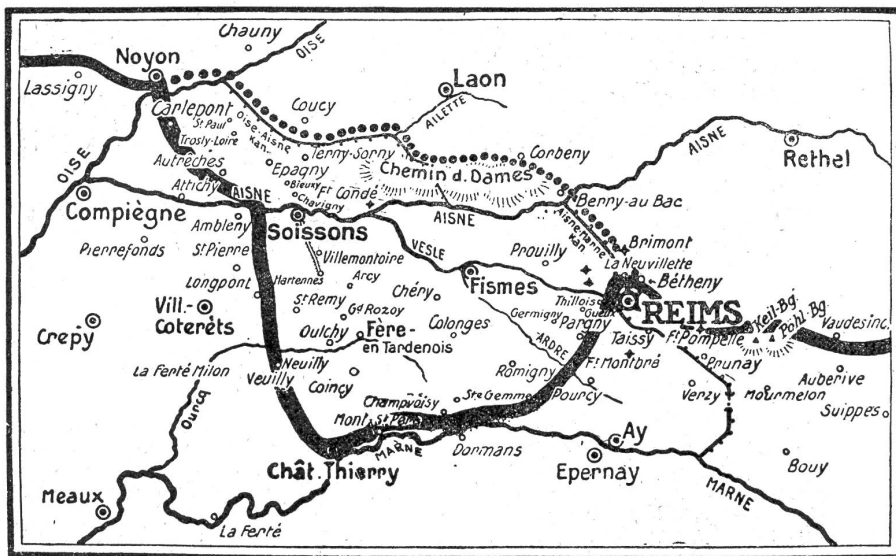 Chauny
OISE
Noyon
Lassigny
Laon
Carlepont
St Paul
Coucy
AILETTE
Trosly-Loire
Oise-Aisne
Kan.
AISNE
Rethel
OISE
Autrêches
Terny-Sorny
Corbeny
Epagny
Chemin d. Dames
Attichy
AISNE
Bieuxy
Ft Condé
Chavigny
Berny-au Bac
Compiègne
AISNE
Aisne-Marne
Kan.
Ambleny
Soissons
Brimont
Pierrefonds
St Pierre
Villemontoire
VESLE
Prouilly
La Neuvillette
Bétheny
Longpont
Hartennes
Arcy
Fismes
Thillois
REIMS
Keil-Bg.
Pohl-Bg
Vill.-
Coterêts
St Remy
Chéry
Gueux
Germigny
Pargny
Taissy
Ft Pompelle
Vaudesinc.
Crepy
Gd Rozoy
Oulchy
Fère-
en Tardenois
Colonges
ARDRE
Ft Montbré
Prunay
La Ferté Milon
Neuilly
Veuilly
Coincy
Romigny
Auberive
Ourcq
Champvoisy
Ste Gemme
Pourcy
Verzy
Mourmelon
Suippes
Mont
St Père
Dormans
Ay
MARNE
Chât. Thierry
Epernay
Bouy
Meaux
MARNE
La Ferté